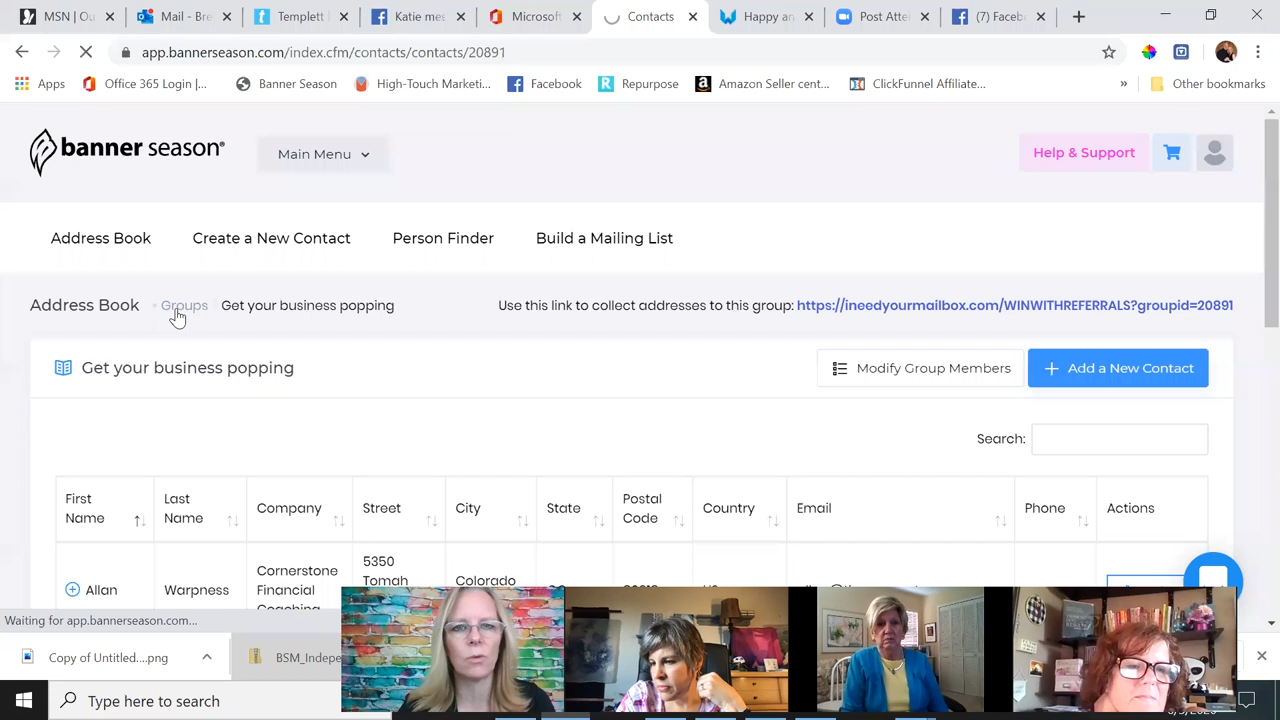 MSN | Ou
Mail - Bre
Templett
Katie mes
Microsoft
Contacts
Happy an
Post Atte
(7) Faceb
app.bannerseason.com/index.cfm/contacts/contacts/20891
Apps
Office 365 Login |...
Banner Season
High-Touch Marketi...
Facebook
Repurpose
Amazon Seller cent...
ClickFunnel Affiliate...
»
Other bookmarks
banner season
Main Menu
Help & Support
Address Book
Create a New Contact
Person Finder
Build a Mailing List
Address Book
Groups
Get your business popping
Use this link to collect addresses to this group: https://ineedyourmailbox.com/WINWITHREFERRALS?groupid=20891
Get your business popping
Modify Group Members
+ Add a New Contact
Search:
First Name
Last Name
Company
Street
City
State
Postal Code
Country
Email
Phone
Actions
Allan
Warpness
Cornerstone Financial
5350 Tomah
Colorado
Waiting for app.bannerseason.com...
Copy of Untitled....png
BSM_Indepe
Type here to search